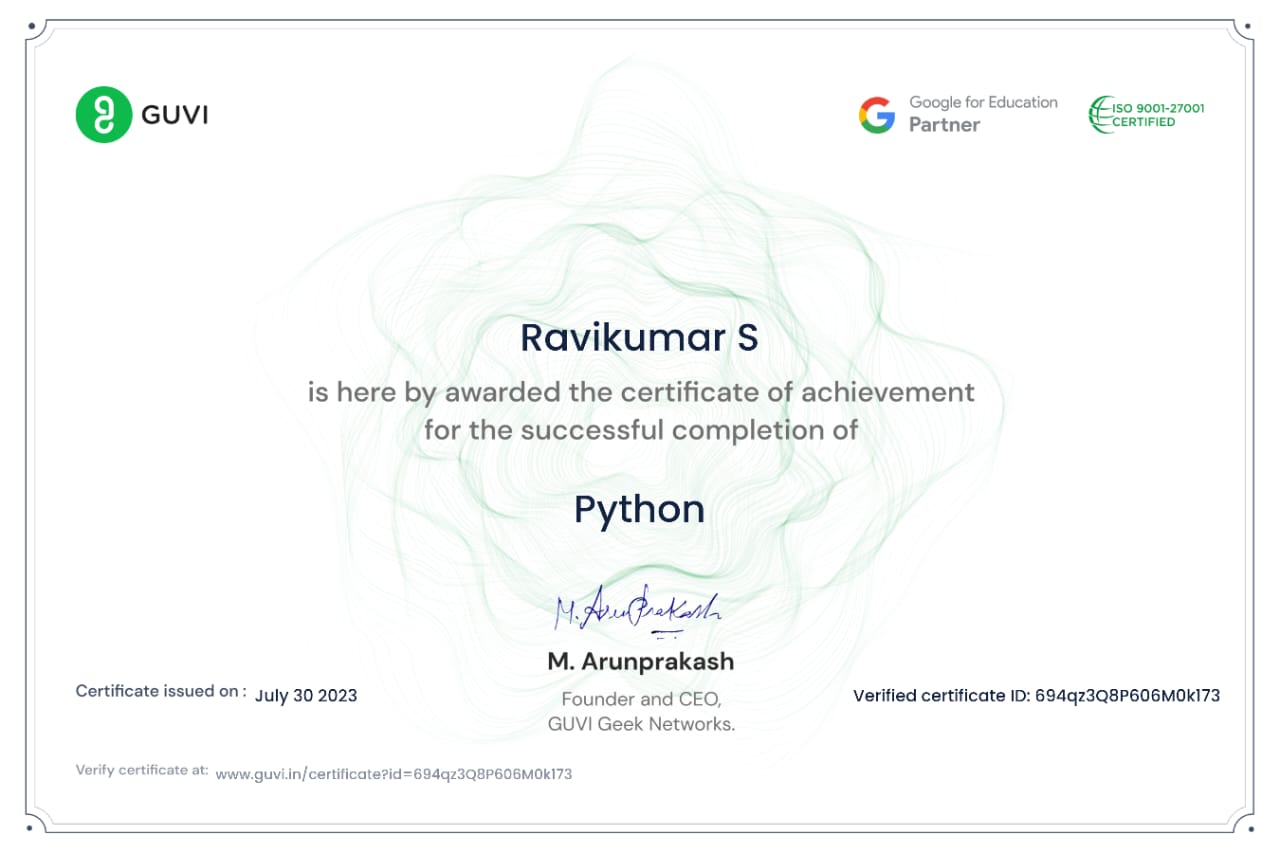 GUVI
Google for Education
Partner
ISO 9001-27001
CERTIFIED
Ravikumar S
is here by awarded the certificate of achievement
for the successful completion of
Python
M. Arunprakash
M. Arunprakash
Founder and CEO,
GUVI Geek Networks.
Certificate issued on : July 30 2023
Verified certificate ID: 694qz3Q8P606M0k173
Verify certificate at: www.guvi.in/certificate?id=694qz3Q8P606M0k173